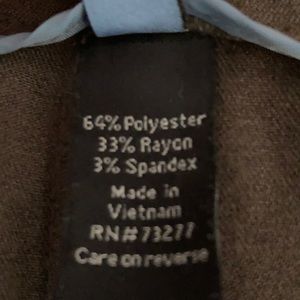 64% Polyester
33% Rayon
3% Spandex
Made in
Vietnam
RN# 73277
Care on reverse